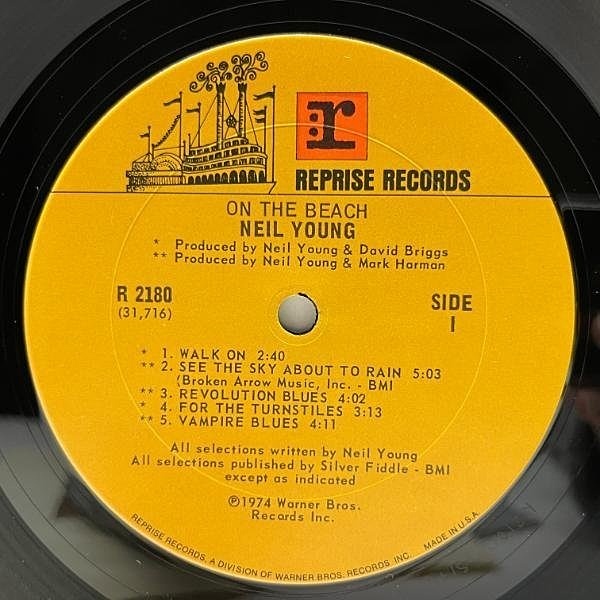 :r
REPRISE RECORDS
ON THE BEACH
NEIL YOUNG
* Produced by Neil Young & David Briggs
** Produced by Neil Young & Mark Harman
R 2180
(31,716)
SIDE
1
* 1. WALK ON 2:40
** 2. SEE THE SKY ABOUT TO RAIN 5:03
(Broken Arrow Music, Inc. - BMI
** 3. REVOLUTION BLUES 4:02
* 4. FOR THE TURNSTILES 3:13
** 5. VAMPIRE BLUES 4:11
All selections written by Neil Young
All selections published by Silver Fiddle - BMI
except as indicated
℗1974 Warner Bros.
Records Inc.
REPRISE RECORDS, A DIVISION OF WARNER BROS. RECORDS INC. MADE IN U.S.A.